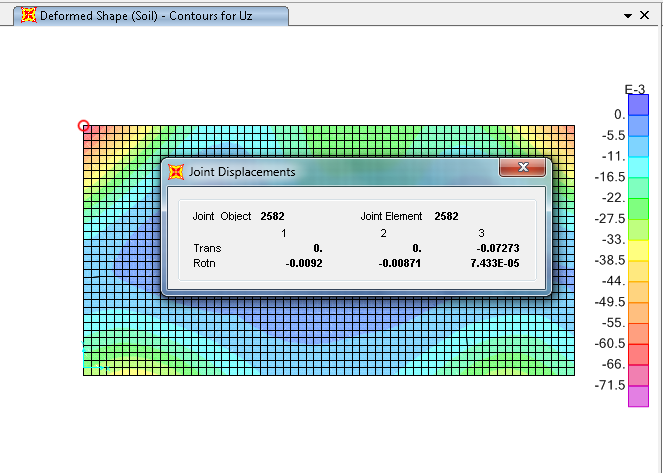 Deformed Shape (Soil) - Contours for Uz
E-3
0.
-5.5
-11.
-16.5
-22.
-27.5
-33.
-38.5
-44.
-49.5
-55.
-60.5
-66.
-71.5
Joint Displacements
Joint Object 2582 Joint Element 2582
1 2 3
Trans 0. 0. -0.07273
Rotn -0.0092 -0.00871 7.433E-05